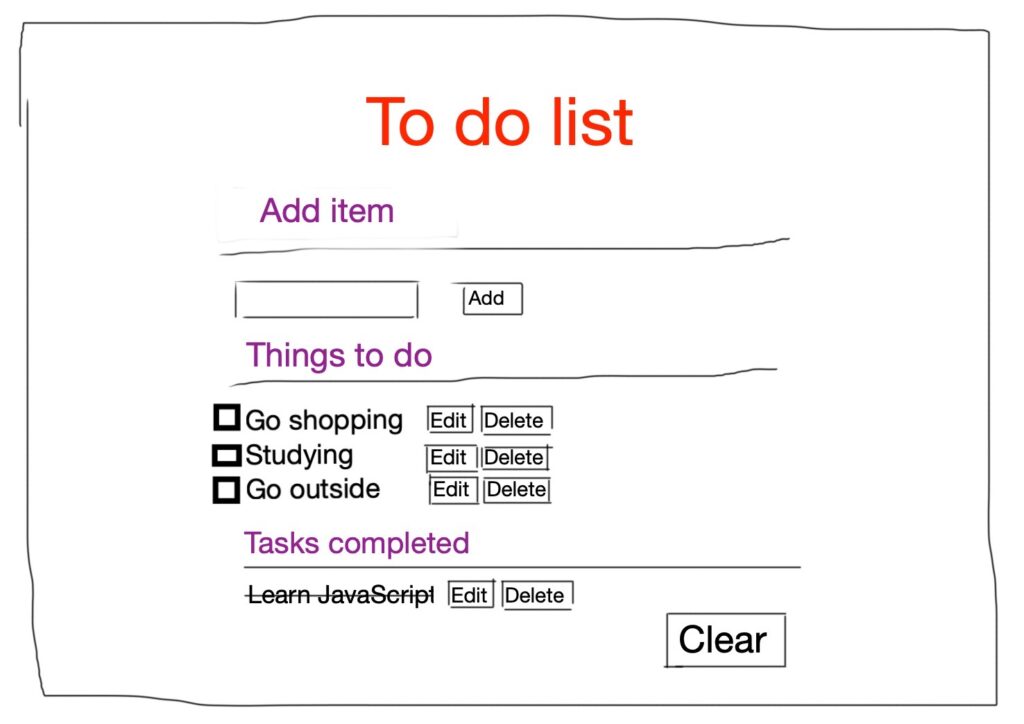 To do list
Add item
Add
Things to do
Go shopping Edit Delete
Studying Edit Delete
Go outside Edit Delete
Tasks completed
Learn JavaScript Edit Delete
Clear